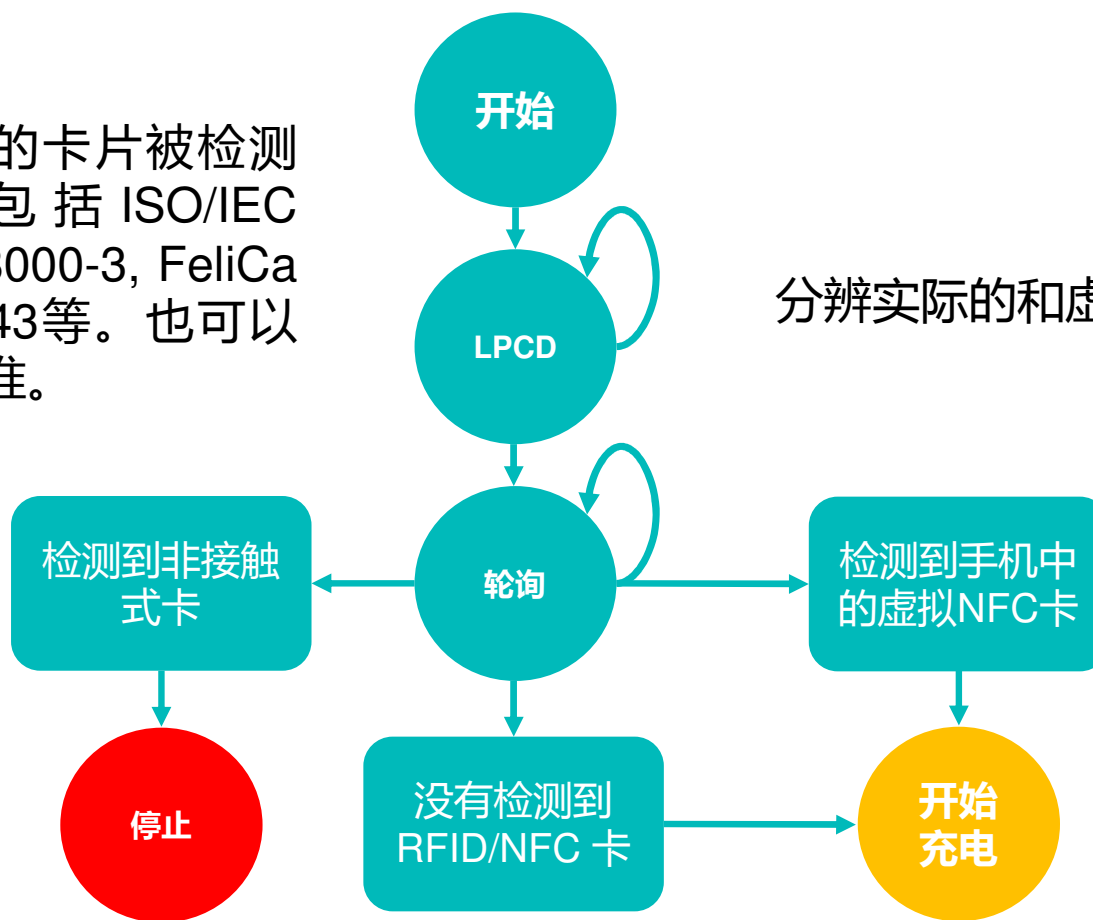 开始
的卡片被检测
包 括 ISO/IEC
000-3, FeliCa
43等。也可以
准。
LPCD
分辨实际的和虚
检测到非接触
式卡
轮询
检测到手机中
的虚拟NFC卡
停止
没有检测到
RFID/NFC 卡
开始
充电